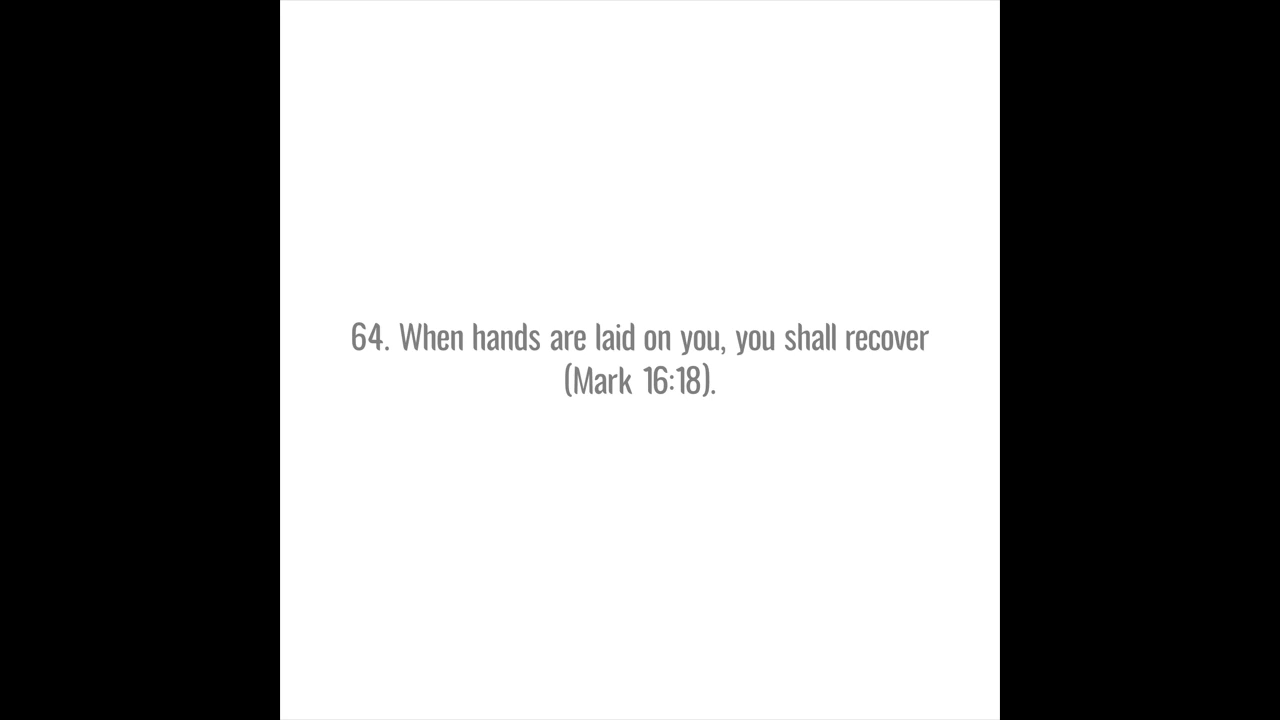 64. When hands are laid on you, you shall recover
(Mark 16:18).